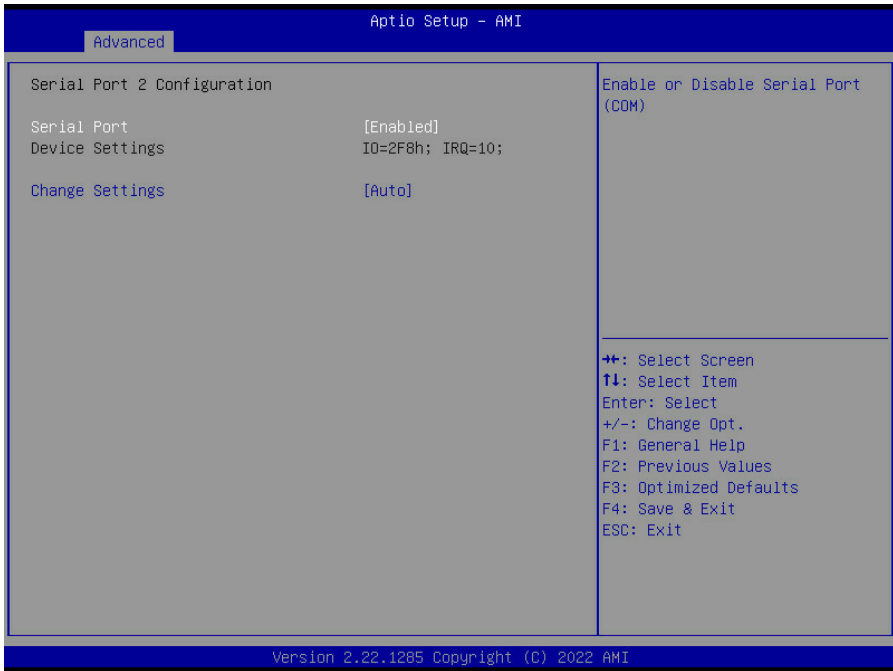 Aptio Setup – AMI
Advanced
Serial Port 2 Configuration
Serial Port [Enabled]
Device Settings IO=2F8h; IRQ=10;
Change Settings [Auto]
Enable or Disable Serial Port
(COM)
→←: Select Screen
↑↓: Select Item
Enter: Select
+/-: Change Opt.
F1: General Help
F2: Previous Values
F3: Optimized Defaults
F4: Save & Exit
ESC: Exit
Version 2.22.1285 Copyright (C) 2022 AMI